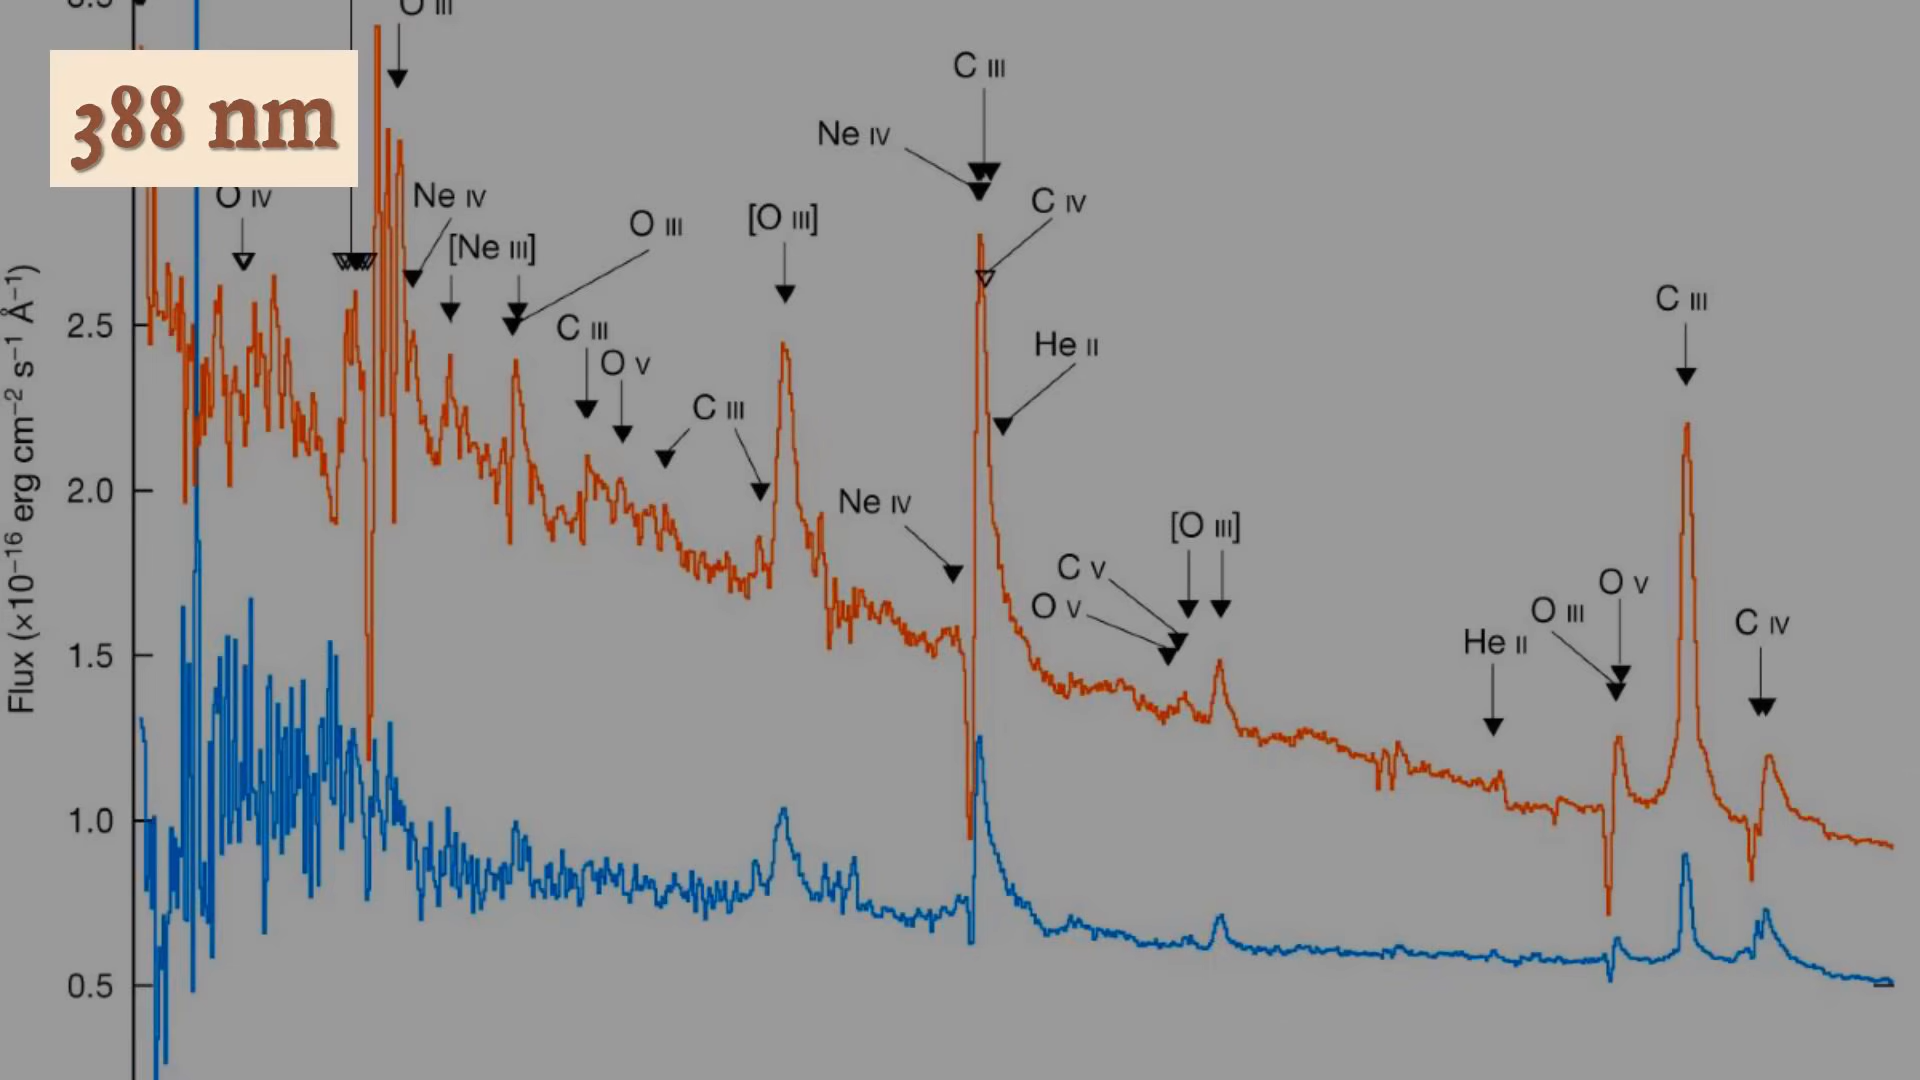 O III
388 nm
C III
Ne IV
O IV
Ne IV
C IV
[O III]
O III
[Ne III]
C III
C III
He II
O V
2.5
C III
2.0
Ne IV
[O III]
C V
O V
O V
O III
C IV
He II
1.5
1.0
0.5
Flux (×10⁻¹⁶ erg cm⁻² s⁻¹ Å⁻¹)